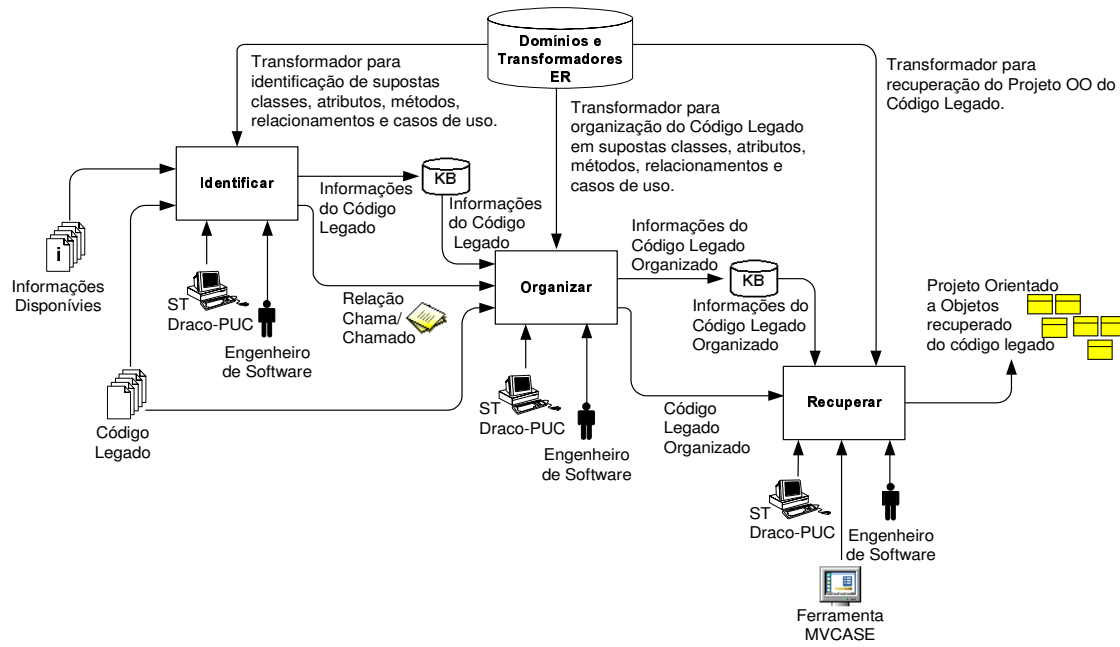 Domínios e
Transformadores
ER
Transformador para
identificação de supostas
classes, atributos, métodos,
relacionamentos e casos de uso.
Transformador para
organização do Código Legado
em supostas classes, atributos,
métodos, relacionamentos e
casos de uso.
Transformador para
recuperação do Projeto OO do
Código Legado.
Identificar
KB
Informações
do Código
Legado
Informações
do Código
Legado
i
Informações
Disponívies
ST
Draco-PUC
Engenheiro
de Software
Relação
Chama/
Chamado
Código
Legado
Organizar
Informações do
Código Legado
Organizado
KB
Informações do
Código Legado
Organizado
ST
Draco-PUC
Engenheiro
de Software
Código
Legado
Organizado
Projeto Orientado
a Objetos
recuperado
do código legado
Recuperar
ST
Draco-PUC
Engenheiro
de Software
Ferramenta
MVCASE